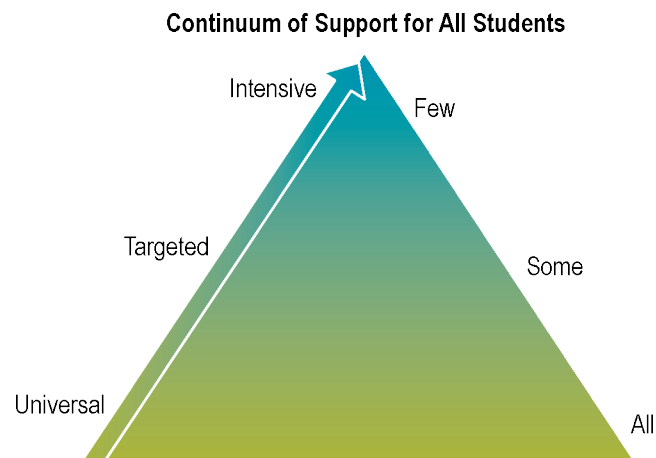 Continuum of Support for All Students
Intensive
Few
Targeted
Some
Universal
All